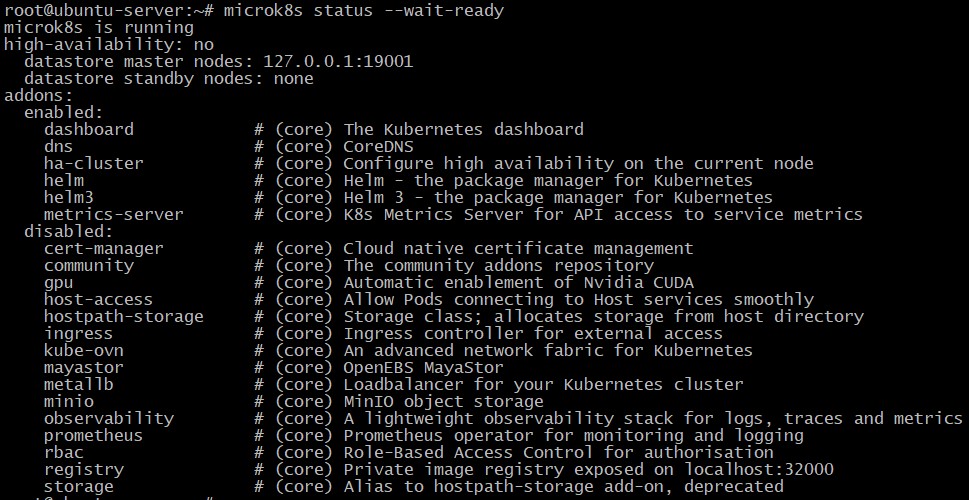 root@ubuntu-server:~# microk8s status --wait-ready
microk8s is running
high-availability: no
  datastore master nodes: 127.0.0.1:19001
  datastore standby nodes: none
addons:
  enabled:
    dashboard            # (core) The Kubernetes dashboard
    dns                  # (core) CoreDNS
    ha-cluster           # (core) Configure high availability on the current node
    helm                 # (core) Helm - the package manager for Kubernetes
    helm3                # (core) Helm 3 - the package manager for Kubernetes
    metrics-server       # (core) K8s Metrics Server for API access to service metrics
  disabled:
    cert-manager         # (core) Cloud native certificate management
    community            # (core) The community addons repository
    gpu                  # (core) Automatic enablement of Nvidia CUDA
    host-access          # (core) Allow Pods connecting to Host services smoothly
    hostpath-storage     # (core) Storage class; allocates storage from host directory
    ingress              # (core) Ingress controller for external access
    kube-ovn             # (core) An advanced network fabric for Kubernetes
    mayastor             # (core) OpenEBS MayaStor
    metallb              # (core) Loadbalancer for your Kubernetes cluster
    minio                # (core) MinIO object storage
    observability        # (core) A lightweight observability stack for logs, traces and metrics
    prometheus           # (core) Prometheus operator for monitoring and logging
    rbac                 # (core) Role-Based Access Control for authorisation
    registry             # (core) Private image registry exposed on localhost:32000
    storage              # (core) Alias to hostpath-storage add-on, deprecated